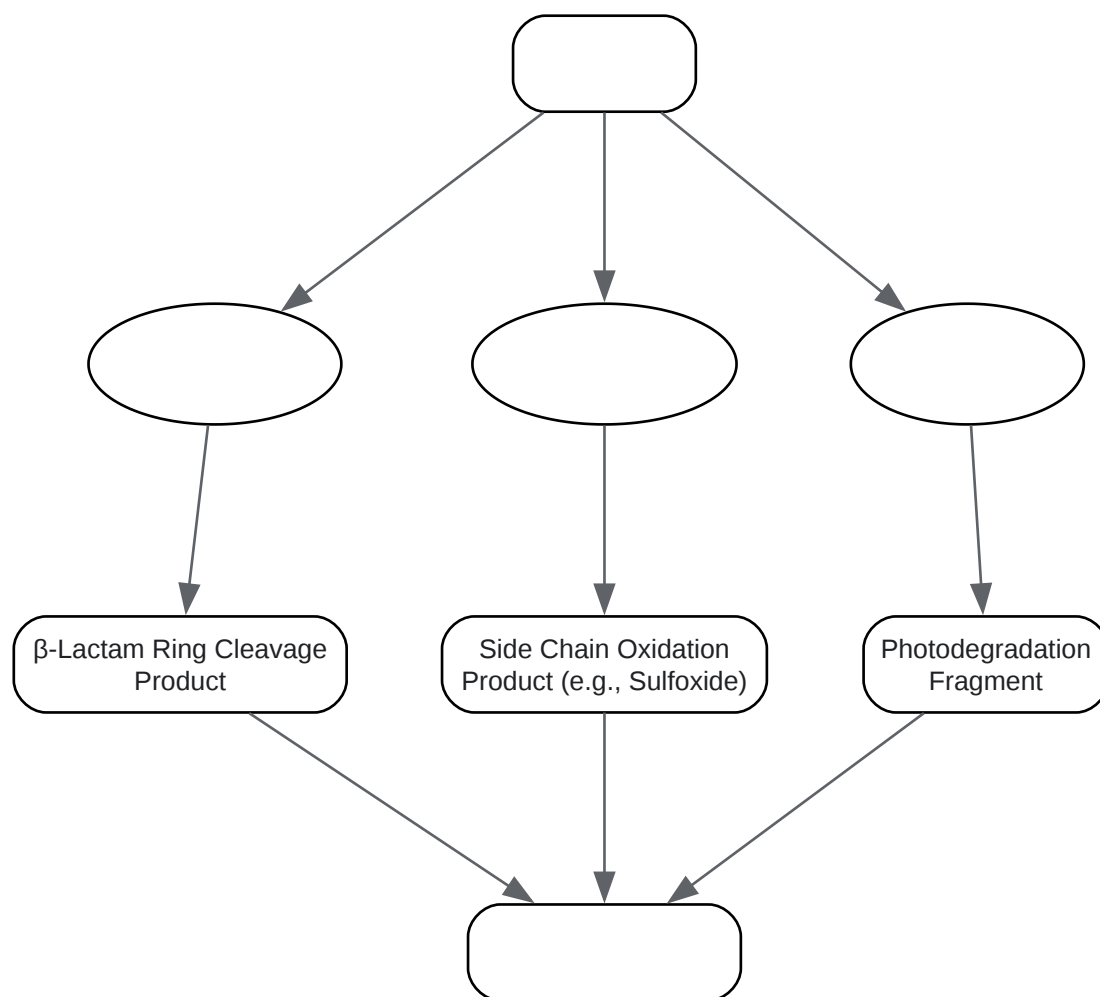 β-Lactam Ring Cleavage
Product
Side Chain Oxidation
Product (e.g., Sulfoxide)
Photodegradation
Fragment